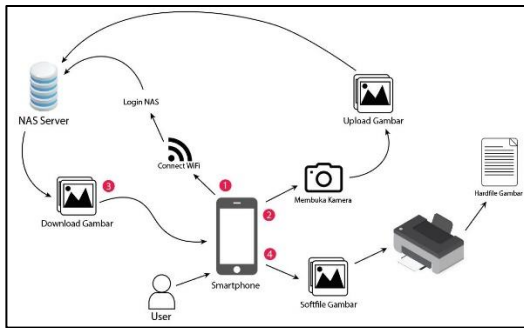 Login NAS
NAS Server
Upload Gambar
Connect WiFi
1
Hardfile Gambar
3
2
Membuka Kamera
Download Gambar
4
Smartphone
Softfile Gambar
User